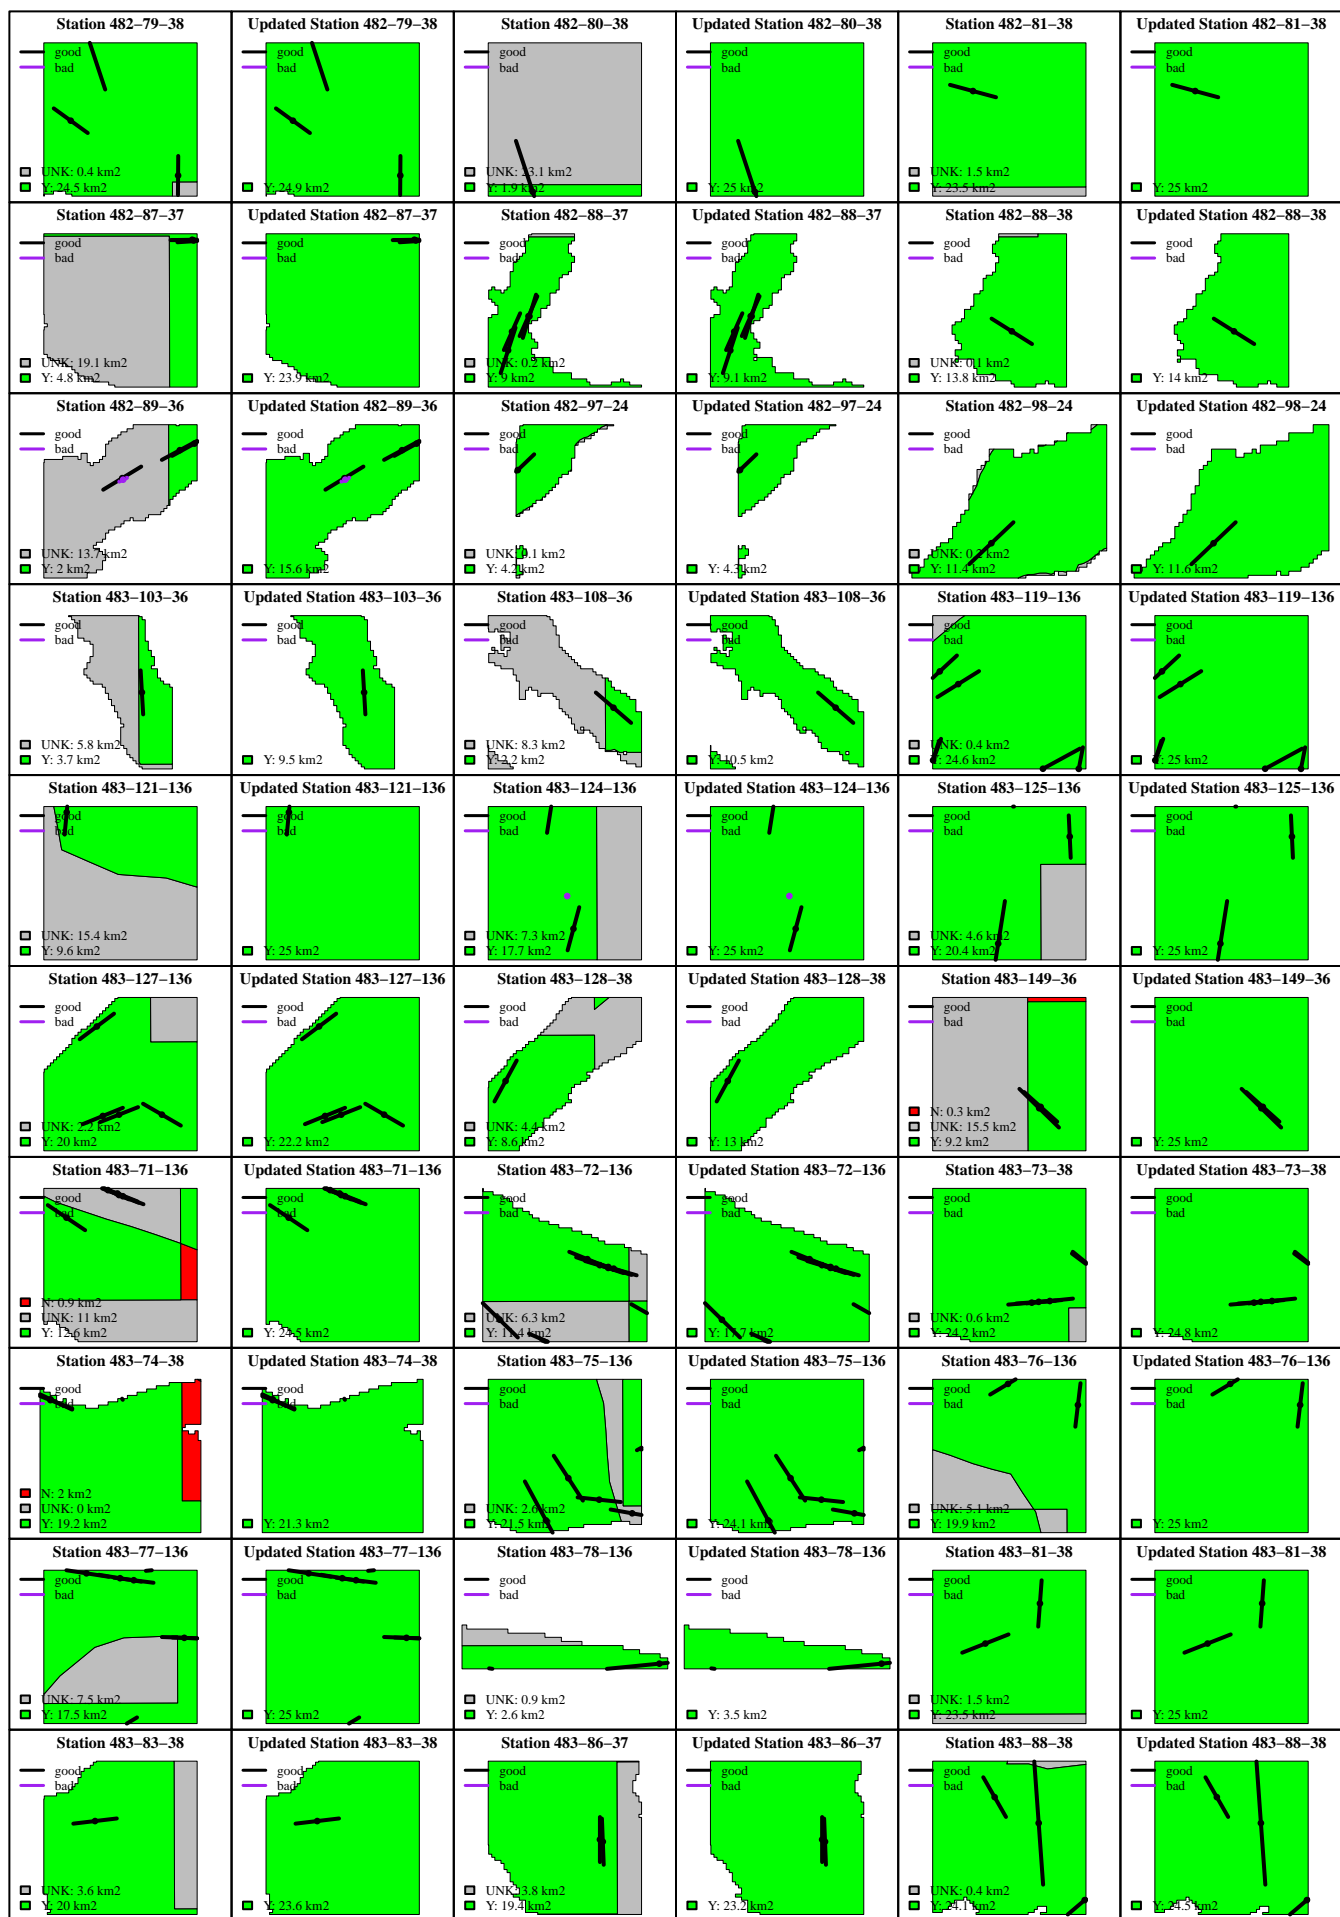 Station 482−79−38
good
bad
UNK: 0.4 km2
Y: 24.5 km2
Updated Station 482−79−38
good
bad
Y: 24.9 km2
Station 482−80−38
good
bad
UNK: 23.1 km2
Y: 1.9 km2
Updated Station 482−80−38
good
bad
Y: 25 km2
Station 482−81−38
good
bad
UNK: 1.5 km2
Y: 23.5 km2
Updated Station 482−81−38
good
bad
Y: 25 km2
Station 482−87−37
good
bad
UNK: 19.1 km2
Y: 4.8 km2
Updated Station 482−87−37
good
bad
Y: 23.9 km2
Station 482−88−37
good
bad
UNK: 0.2 km2
Y: 9 km2
Updated Station 482−88−37
good
bad
Y: 9.1 km2
Station 482−88−38
good
bad
UNK: 0.1 km2
Y: 13.8 km2
Updated Station 482−88−38
good
bad
Y: 14 km2
Station 482−89−36
good
bad
UNK: 13.7 km2
Y: 2 km2
Updated Station 482−89−36
good
bad
Y: 15.6 km2
Station 482−97−24
good
bad
UNK: 0.1 km2
Y: 4.2 km2
Updated Station 482−97−24
good
bad
Y: 4.3 km2
Station 482−98−24
good
bad
UNK: 0.2 km2
Y: 11.4 km2
Updated Station 482−98−24
good
bad
Y: 11.6 km2
Station 483−103−36
good
bad
UNK: 5.8 km2
Y: 3.7 km2
Updated Station 483−103−36
good
bad
Y: 9.5 km2
Station 483−108−36
good
bad
UNK: 8.3 km2
Y: 2.2 km2
Updated Station 483−108−36
good
bad
Y: 10.5 km2
Station 483−119−136
good
bad
UNK: 0.4 km2
Y: 24.6 km2
Updated Station 483−119−136
good
bad
Y: 25 km2
Station 483−121−136
good
bad
UNK: 15.4 km2
Y: 9.6 km2
Updated Station 483−121−136
good
bad
Y: 25 km2
Station 483−124−136
good
bad
UNK: 7.3 km2
Y: 17.7 km2
Updated Station 483−124−136
good
bad
Y: 25 km2
Station 483−125−136
good
bad
UNK: 4.6 km2
Y: 20.4 km2
Updated Station 483−125−136
good
bad
Y: 25 km2
Station 483−127−136
good
bad
UNK: 2.2 km2
Y: 20 km2
Updated Station 483−127−136
good
bad
Y: 22.2 km2
Station 483−128−38
good
bad
UNK: 4.4 km2
Y: 8.6 km2
Updated Station 483−128−38
good
bad
Y: 13 km2
Station 483−149−36
good
bad
N: 0.3 km2
UNK: 15.5 km2
Y: 9.2 km2
Updated Station 483−149−36
good
bad
Y: 25 km2
Station 483−71−136
good
bad
N: 0.9 km2
UNK: 11 km2
Y: 12.6 km2
Updated Station 483−71−136
good
bad
Y: 24.5 km2
Station 483−72−136
good
bad
UNK: 6.3 km2
Y: 11.4 km2
Updated Station 483−72−136
good
bad
Y: 17.7 km2
Station 483−73−38
good
bad
UNK: 0.6 km2
Y: 24.2 km2
Updated Station 483−73−38
good
bad
Y: 24.8 km2
Station 483−74−38
good
bad
N: 2 km2
UNK: 0 km2
Y: 19.2 km2
Updated Station 483−74−38
good
bad
Y: 21.3 km2
Station 483−75−136
good
bad
UNK: 2.6 km2
Y: 21.5 km2
Updated Station 483−75−136
good
bad
Y: 24.1 km2
Station 483−76−136
good
bad
UNK: 5.1 km2
Y: 19.9 km2
Updated Station 483−76−136
good
bad
Y: 25 km2
Station 483−77−136
good
bad
UNK: 7.5 km2
Y: 17.5 km2
Updated Station 483−77−136
good
bad
Y: 25 km2
Station 483−78−136
good
bad
UNK: 0.9 km2
Y: 2.6 km2
Updated Station 483−78−136
good
bad
Y: 3.5 km2
Station 483−81−38
good
bad
UNK: 1.5 km2
Y: 23.5 km2
Updated Station 483−81−38
good
bad
Y: 25 km2
Station 483−83−38
good
bad
UNK: 3.6 km2
Y: 20 km2
Updated Station 483−83−38
good
bad
Y: 23.6 km2
Station 483−86−37
good
bad
UNK: 3.8 km2
Y: 19.4 km2
Updated Station 483−86−37
good
bad
Y: 23.2 km2
Station 483−88−38
good
bad
UNK: 0.4 km2
Y: 24.1 km2
Updated Station 483−88−38
good
bad
Y: 24.5 km2